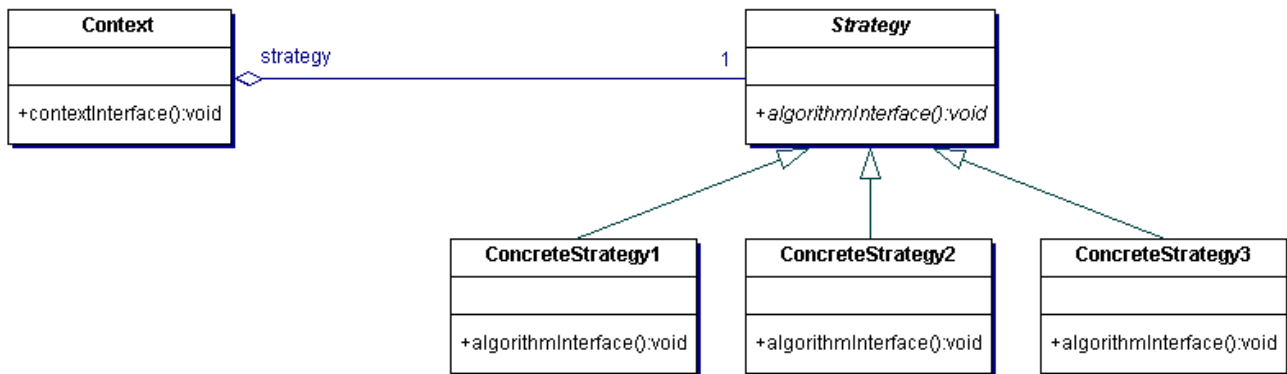 Context
+contextInterface():void
strategy
1
Strategy
+algorithmInterface():void
ConcreteStrategy1
+algorithmInterface():void
ConcreteStrategy2
+algorithmInterface():void
ConcreteStrategy3
+algorithmInterface():void